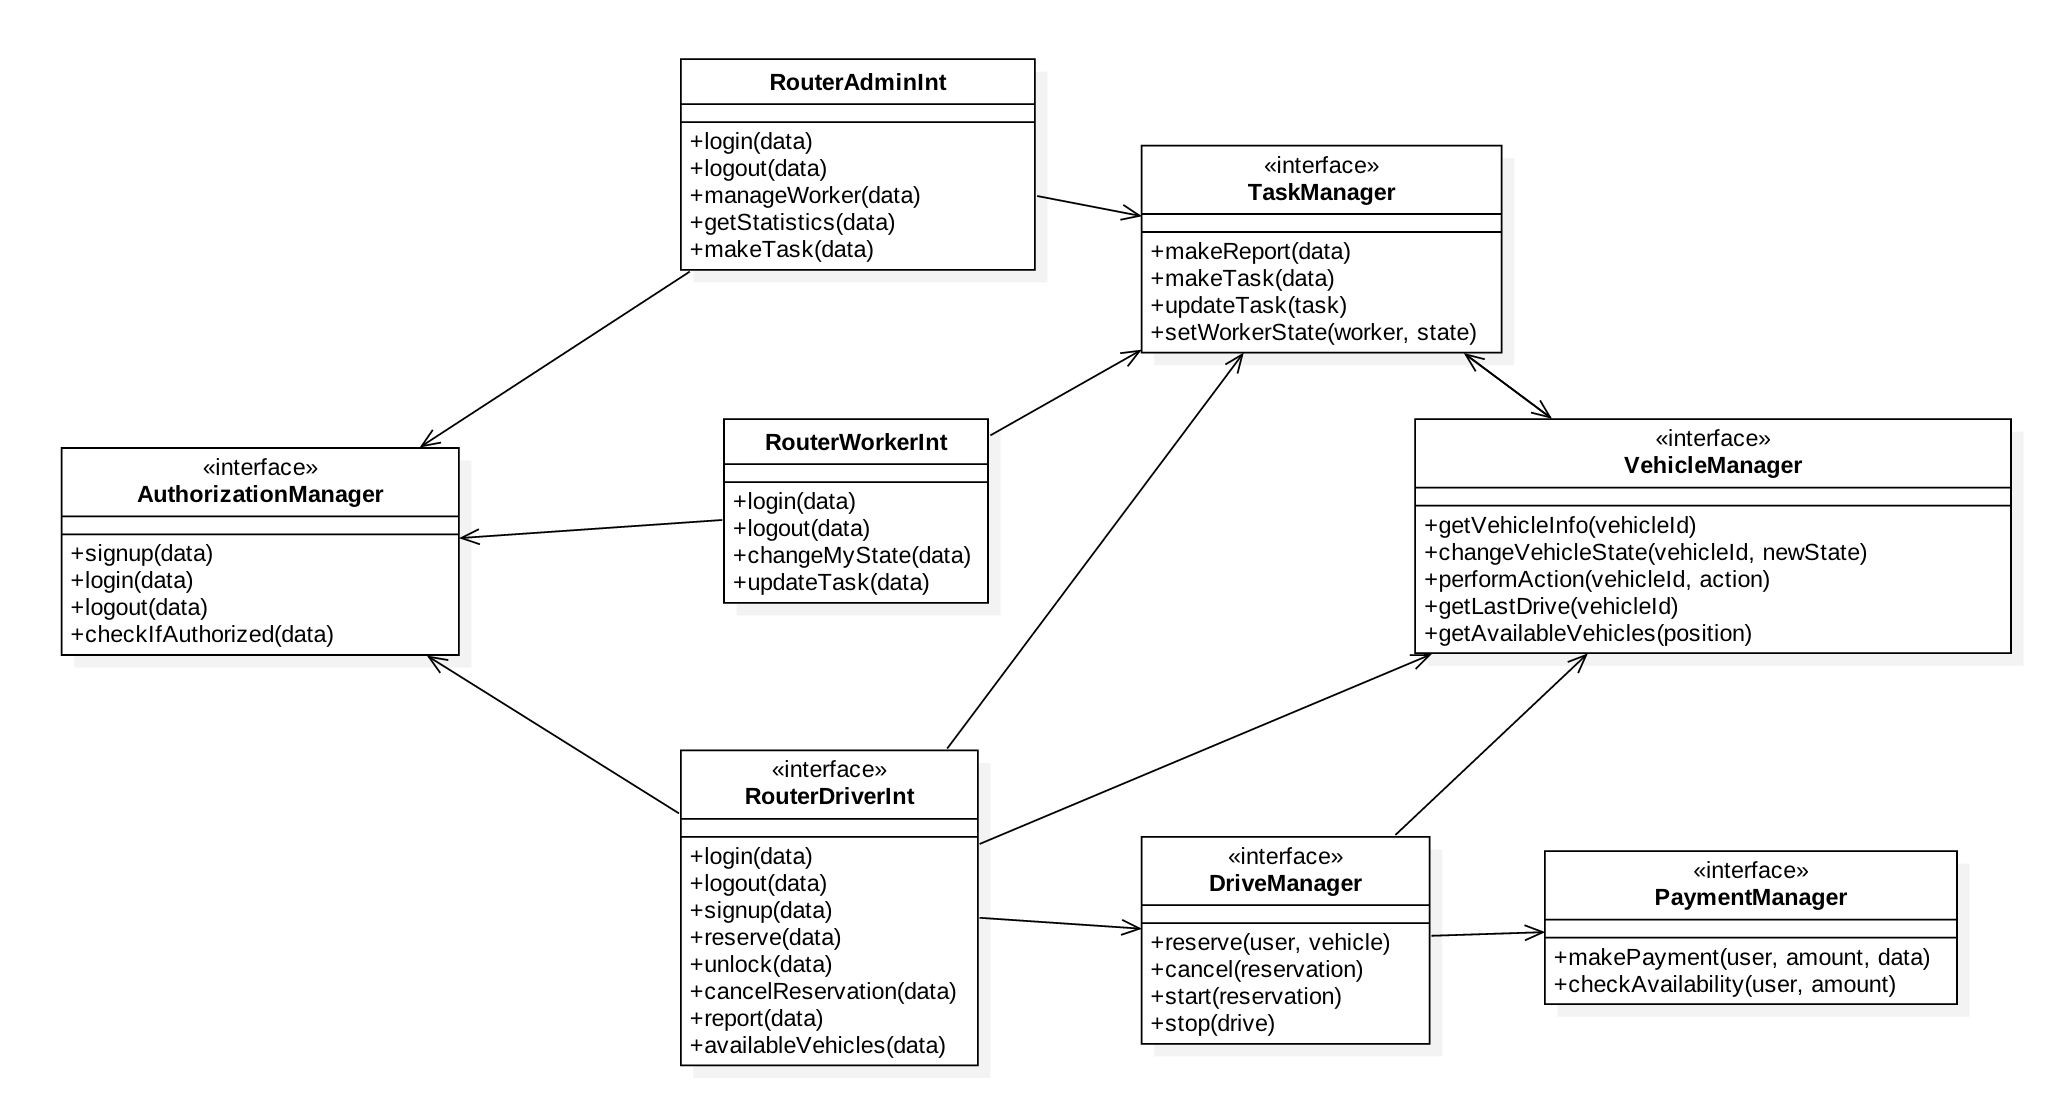 RouterAdminInt
+login(data)
+logout(data)
+manageWorker(data)
+getStatistics(data)
+makeTask(data)
«interface»
TaskManager
+makeReport(data)
+makeTask(data)
+updateTask(task)
+setWorkerState(worker, state)
«interface»
AuthorizationManager
+signup(data)
+login(data)
+logout(data)
+checkIfAuthorized(data)
RouterWorkerInt
+login(data)
+logout(data)
+changeMyState(data)
+updateTask(data)
«interface»
VehicleManager
+getVehicleInfo(vehicleId)
+changeVehicleState(vehicleId, newState)
+performAction(vehicleId, action)
+getLastDrive(vehicleId)
+getAvailableVehicles(position)
«interface»
RouterDriverInt
+login(data)
+logout(data)
+signup(data)
+reserve(data)
+unlock(data)
+cancelReservation(data)
+report(data)
+availableVehicles(data)
«interface»
DriveManager
+reserve(user, vehicle)
+cancel(reservation)
+start(reservation)
+stop(drive)
«interface»
PaymentManager
+makePayment(user, amount, data)
+checkAvailability(user, amount)